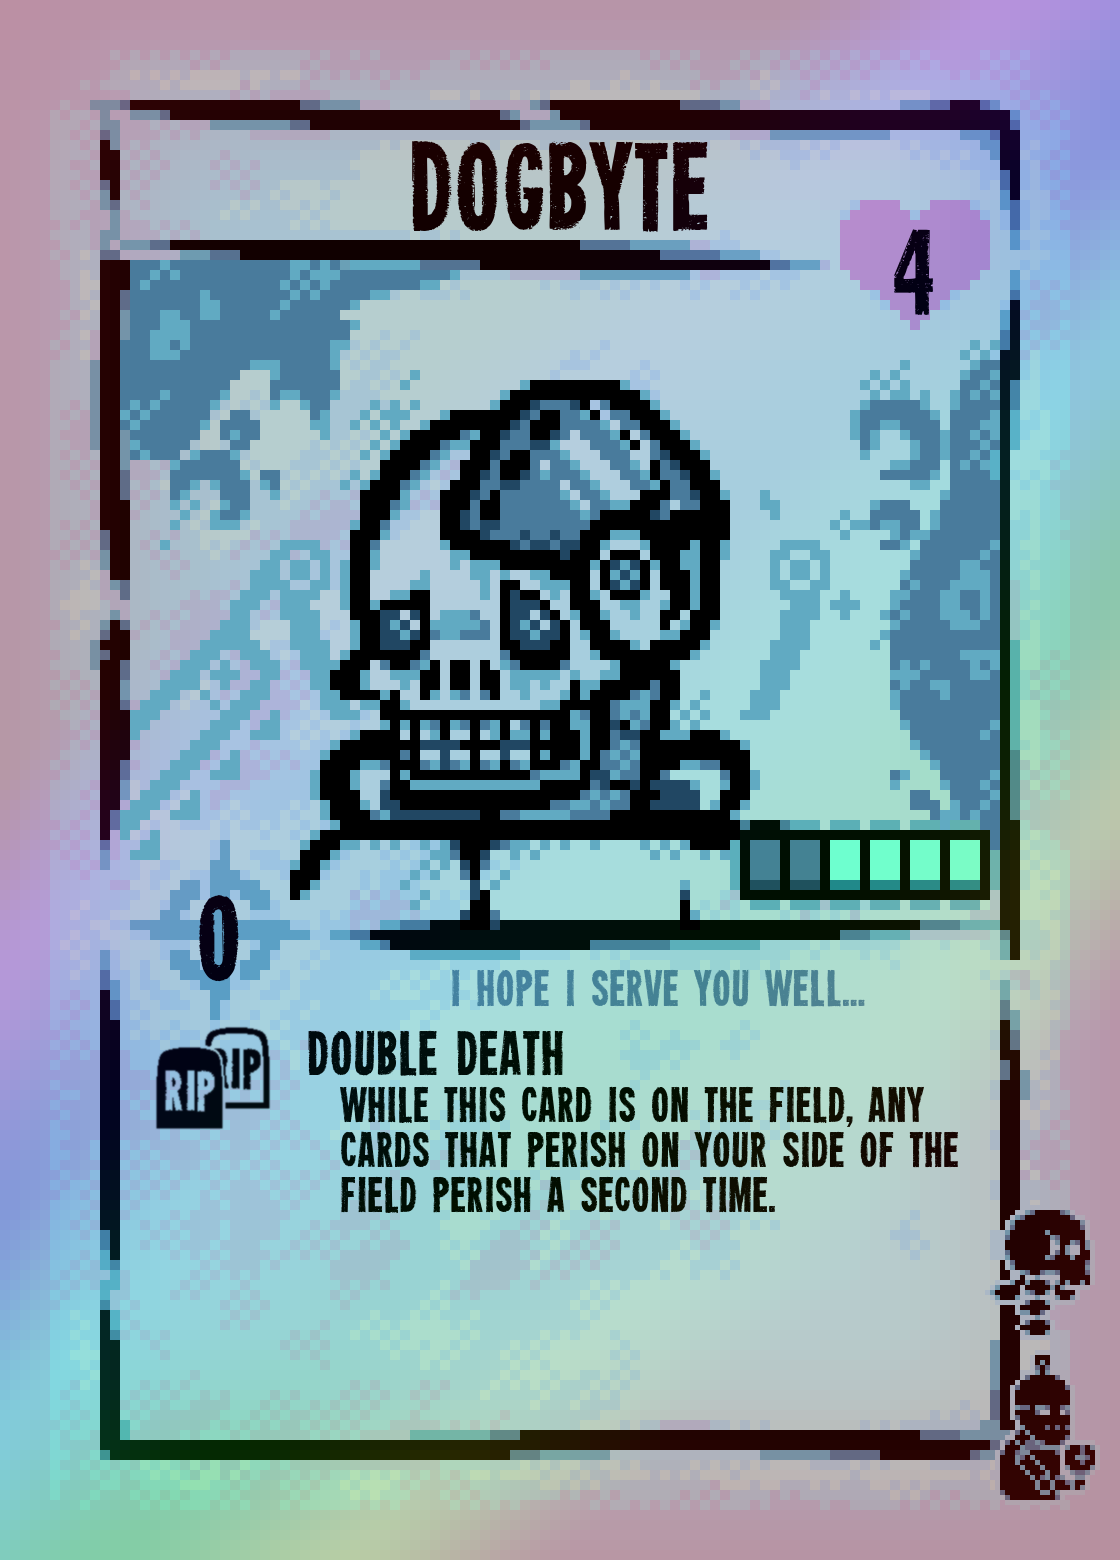 DOGBYTE
4
0
I HOPE I SERVE YOU WELL...
RIP
RIP
DOUBLE DEATH
WHILE THIS CARD IS ON THE FIELD, ANY
CARDS THAT PERISH ON YOUR SIDE OF THE
FIELD PERISH A SECOND TIME.